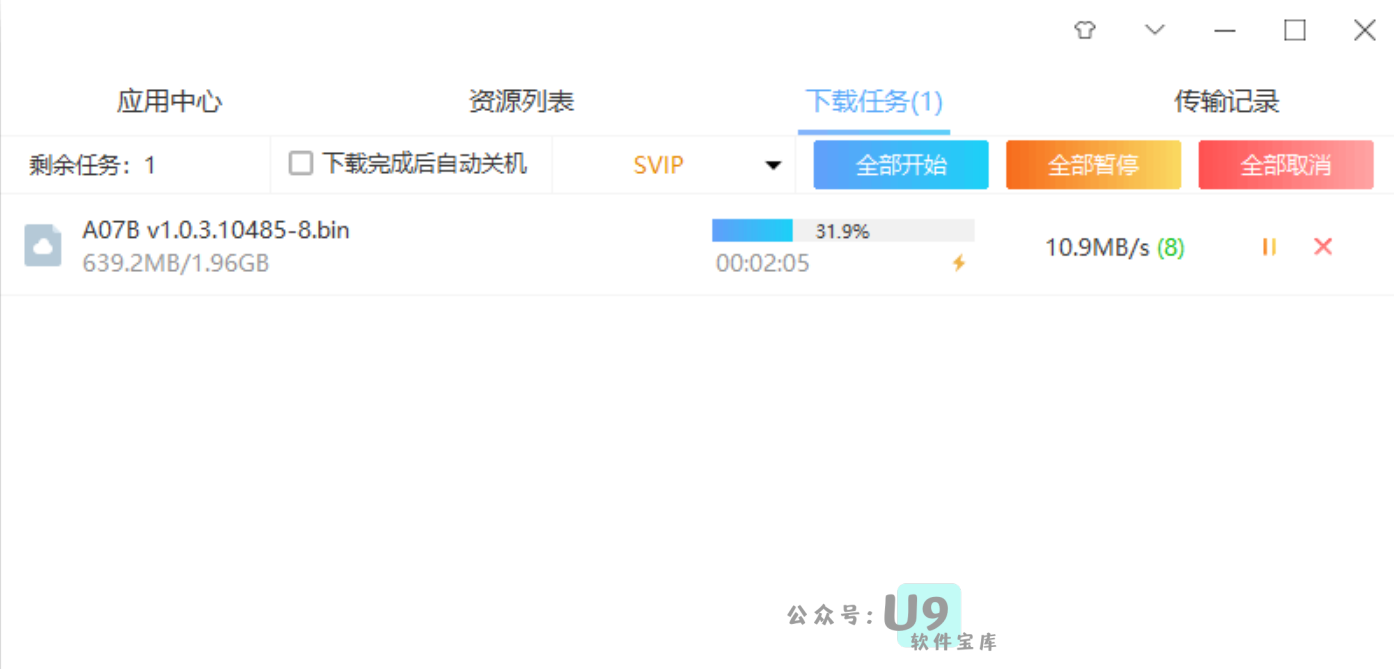 应用中心 资源列表 下载任务(1) 传输记录
剩余任务：1 下载完成后自动关机 SVIP 全部开始 全部暂停 全部取消
A07B v1.0.3.10485-8.bin 31.9%
639.2MB/1.96GB 00:02:05 10.9MB/s (8)
公众号: U9
软件宝库